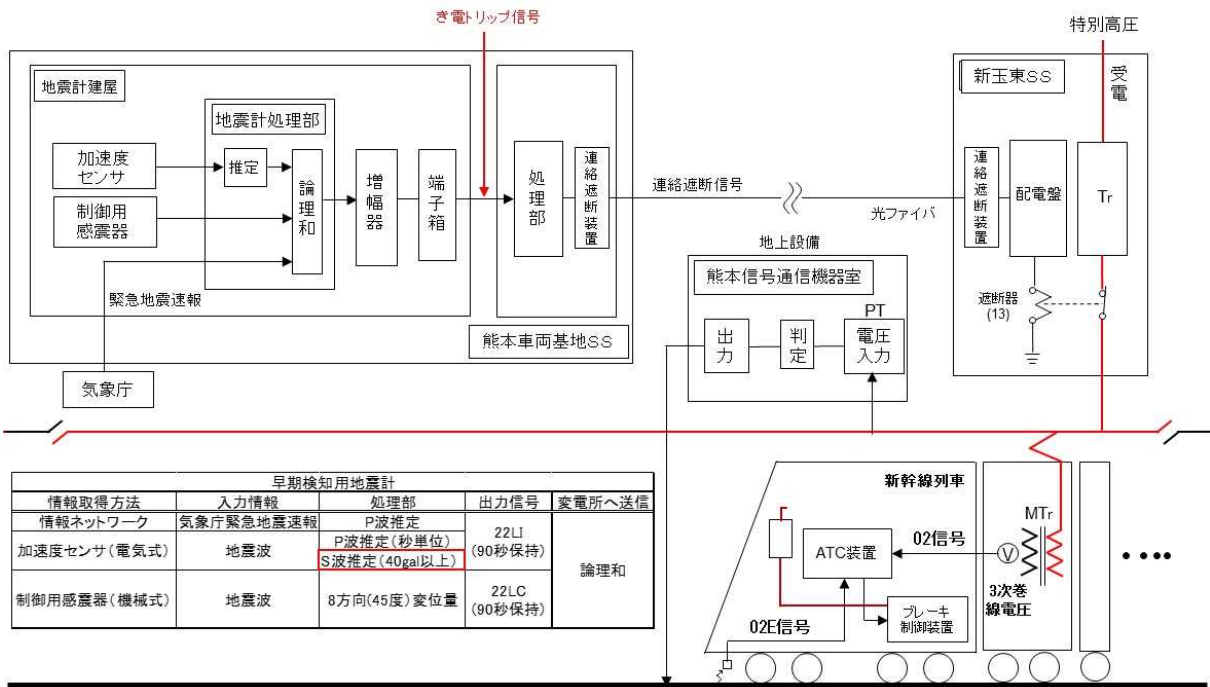 き電トリップ信号
特別高圧
地震計建屋
新玉東SS
受電
地震計処理部
加速度
センサ
推定
論理和
増幅器
端子箱
処理部
連絡遮断装置
連絡遮断信号
光ファイバ
連絡遮断装置
配電盤
Tr
制御用
感震器
緊急地震速報
地上設備
熊本信号通信機器室
遮断器
(13)
PT
出力
判定
電圧
入力
熊本車両基地SS
気象庁
早期検知用地震計
情報取得方法 入力情報 処理部 出力信号 変電所へ送信
情報ネットワーク 気象庁緊急地震速報 P波推定 22LI
(90秒保持) 論理和
加速度センサ(電気式) 地震波 P波推定(秒単位)
S波推定(40gal以上)
制御用感震器(機械式) 地震波 8方向(45度)変位量 22LC
(90秒保持)
新幹線列車
MTr
ATC装置
02信号
V
3次巻
線電圧
ブレーキ
制御装置
02E信号